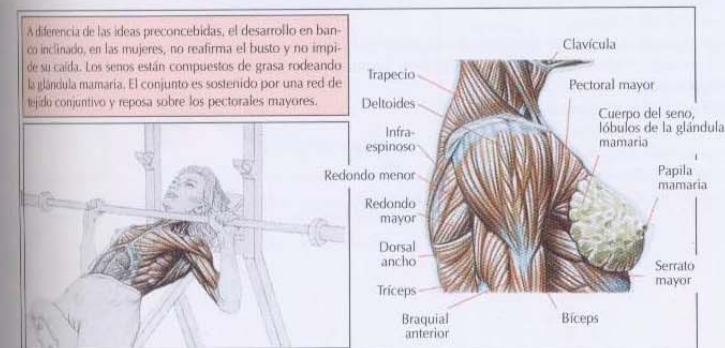 A diferencia de las ideas preconcebidas, el desarrollo en ban-
co inclinado, en las mujeres, no reafirma el busto y no impi-
de su caída. Los senos están compuestos de grasa rodeando
la glándula mamaria. El conjunto es sostenido por una red de
tejido conjuntivo y reposa sobre los pectorales mayores.
Clavícula
Trapecio
Pectoral mayor
Deltoides
Cuerpo del seno,
lóbulos de la glándula
mamaria
Infra-
espinoso
Papila
mamaria
Redondo menor
Redondo
mayor
Dorsal
ancho
Serrato
mayor
Tríceps
Braquial
anterior
Bíceps